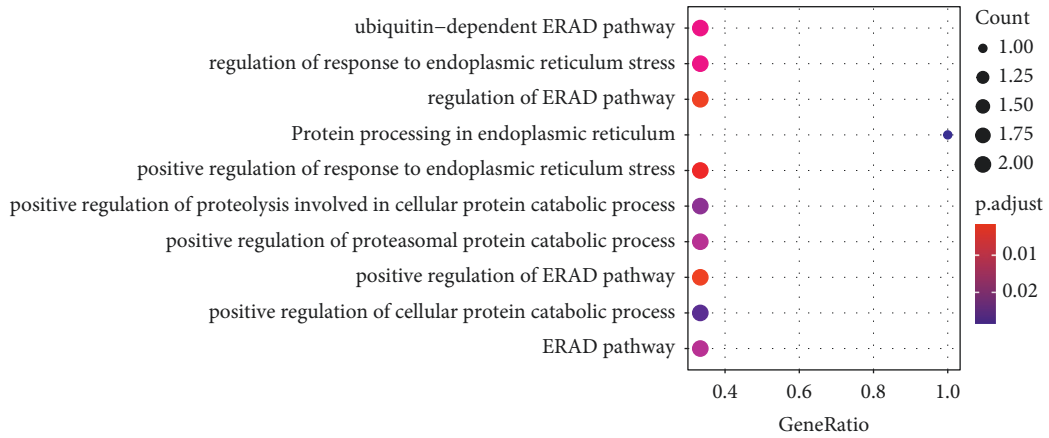 ubiquitin−dependent ERAD pathway
regulation of response to endoplasmic reticulum stress
regulation of ERAD pathway
Protein processing in endoplasmic reticulum
positive regulation of response to endoplasmic reticulum stress
positive regulation of proteolysis involved in cellular protein catabolic process
positive regulation of proteasomal protein catabolic process
positive regulation of ERAD pathway
positive regulation of cellular protein catabolic process
ERAD pathway
0.4 0.6 0.8 1.0
GeneRatio
Count
1.00
1.25
1.50
1.75
2.00
p.adjust
0.01
0.02